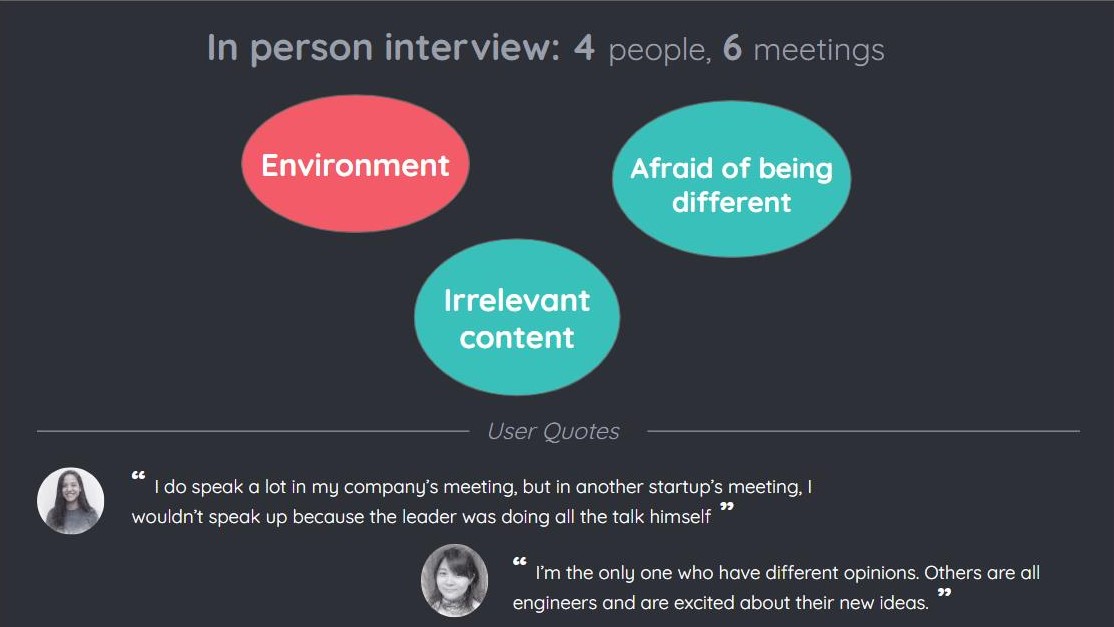 In person interview: 4 people, 6 meetings
Environment
Afraid of being
different
Irrelevant
content
User Quotes
“ I do speak a lot in my company’s meeting, but in another startup’s meeting, I
wouldn’t speak up because the leader was doing all the talk himself ”
“ I’m the only one who have different opinions. Others are all
engineers and are excited about their new ideas. ”